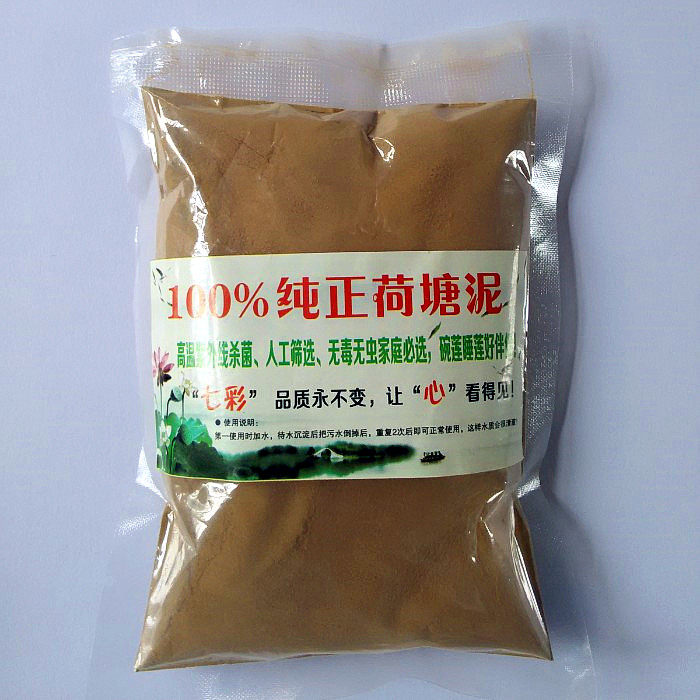 100%纯正荷塘泥
高温紫外线杀菌、人工筛选、无毒无虫家庭必选，碗莲睡莲好伴
“七彩” 品质永不变，让“心”看得见！
● 使用说明：
第一使用时加水，待水沉淀后把污水倒掉后，重复2次后即可正常使用，这样水质会很清澈